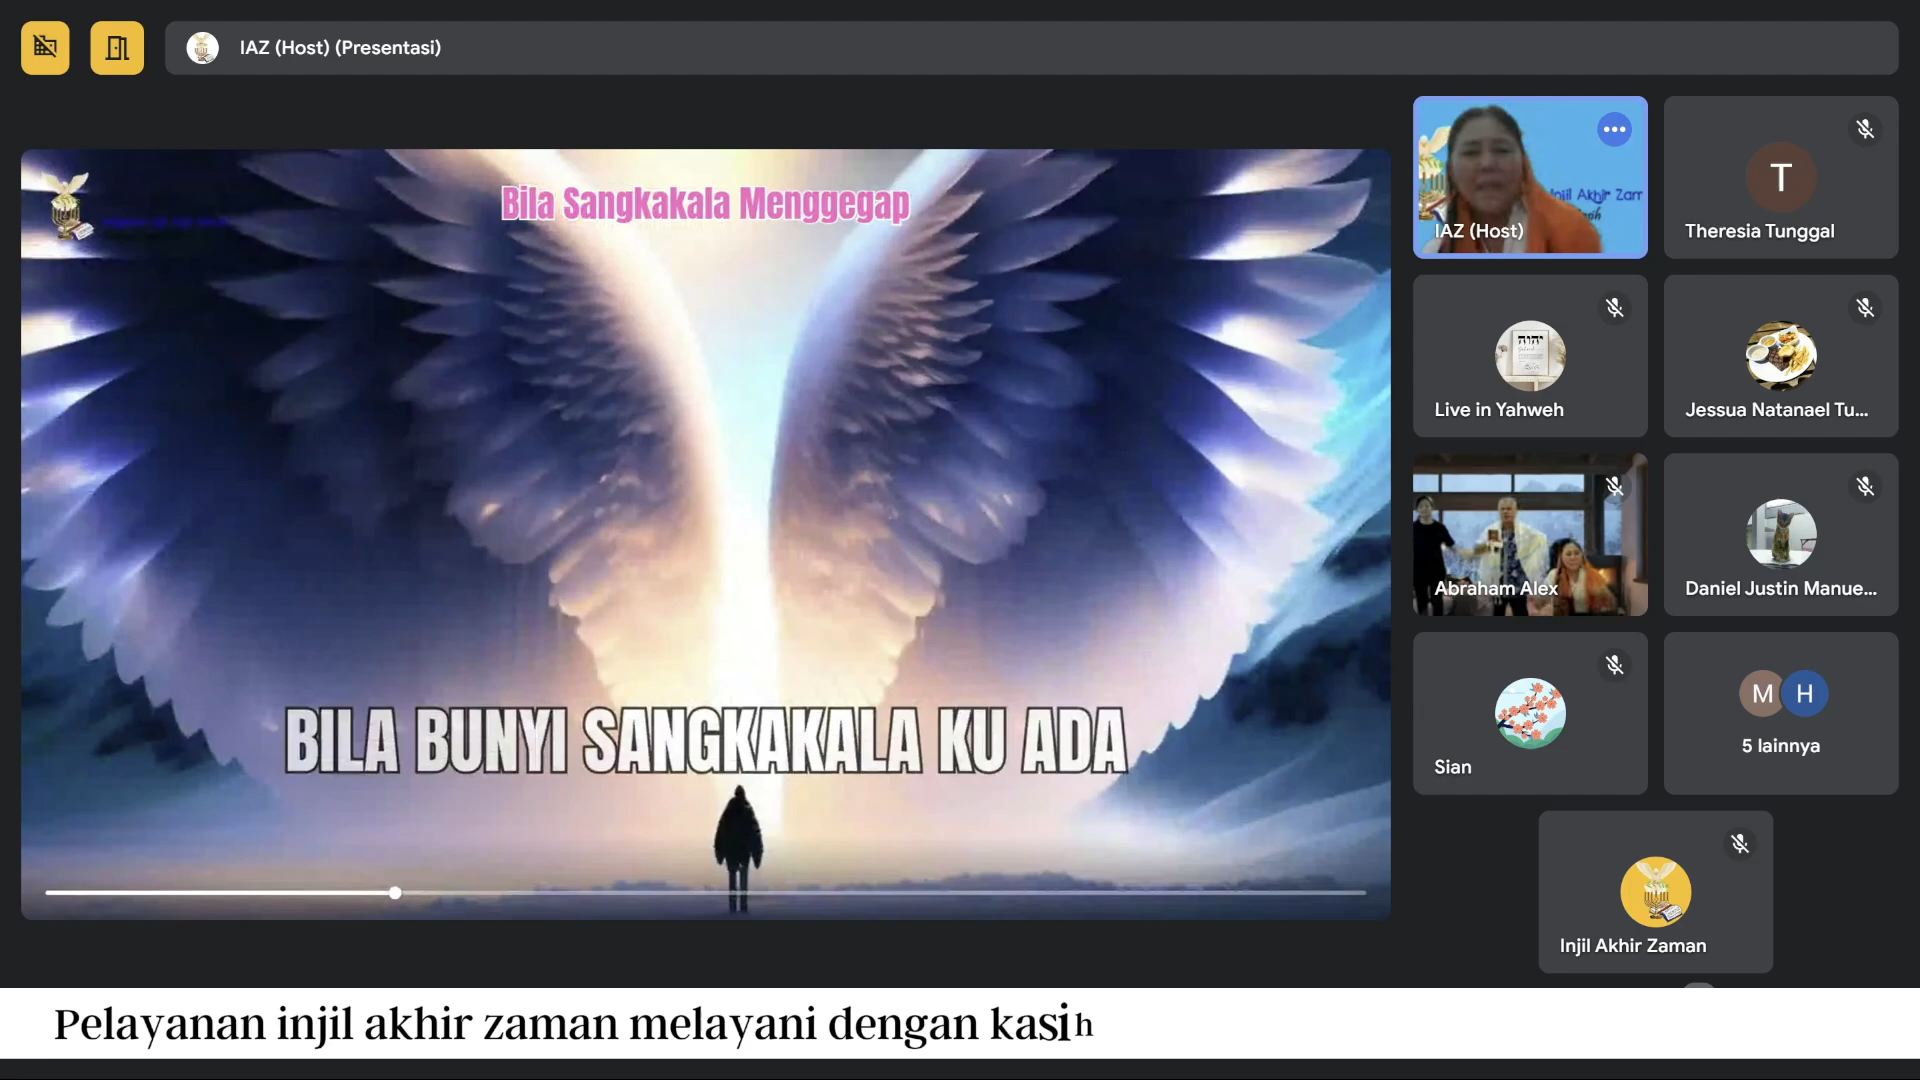 IAZ (Host) (Presentasi)
Bila Sangkakala Menggegap
BILA BUNYI SANGKAKALA KU ADA
IAZ (Host)
T
Theresia Tunggal
Live in Yahweh
Jessua Natanael Tu...
Abraham Alex
Daniel Justin Manue...
Sian
M H
5 lainnya
Injil Akhir Zaman
Pelayanan injil akhir zaman melayani dengan kasih